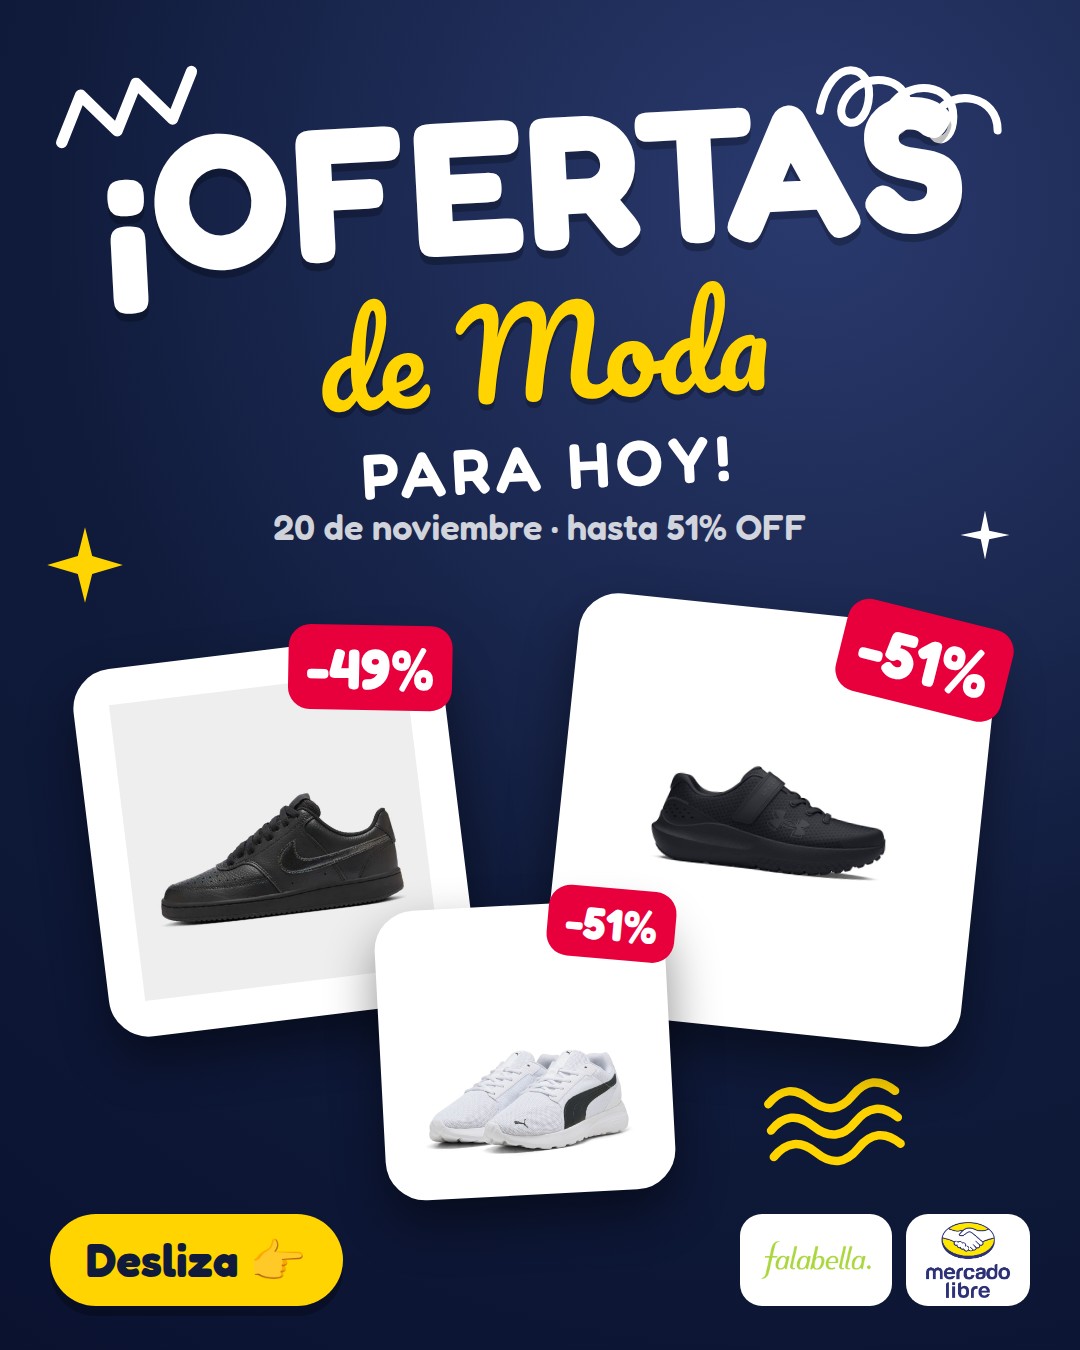 ¡OFERTAS
de Moda
PARA HOY!
20 de noviembre · hasta 51% OFF
-49%
-51%
-51%
Desliza 👉
falabella.
mercado
libre